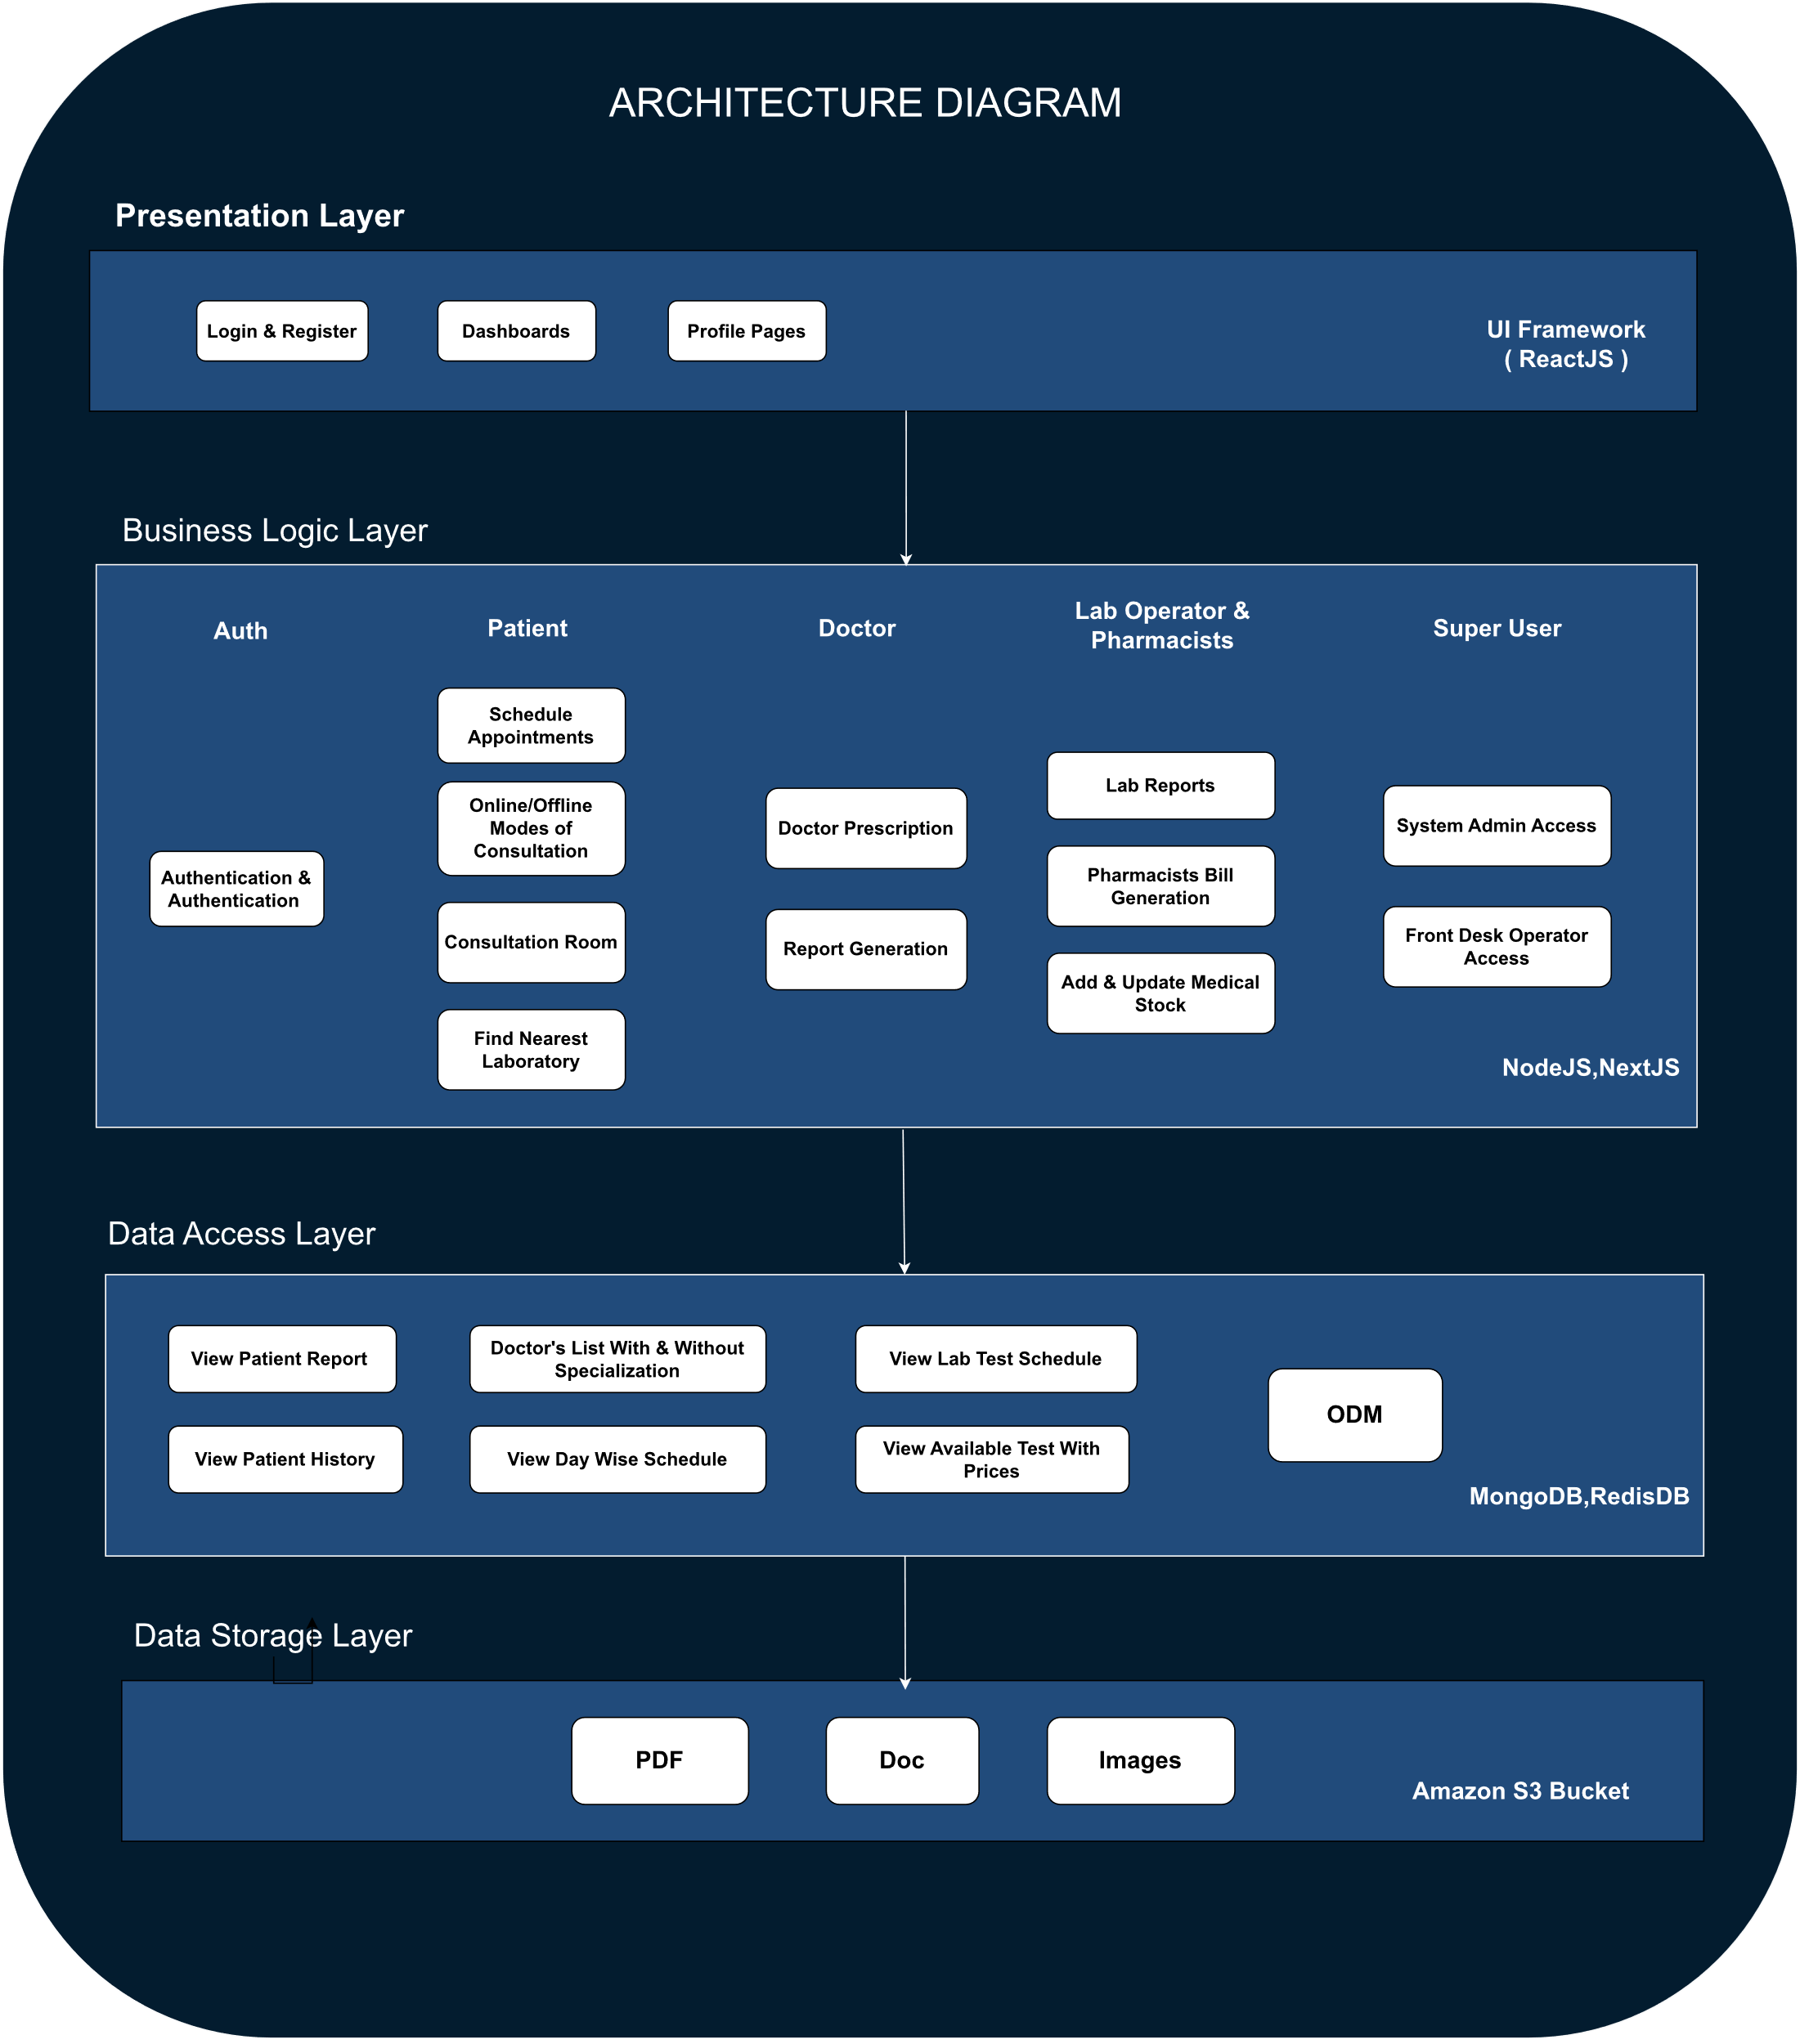 ARCHITECTURE DIAGRAM
Presentation Layer
Login & Register
Dashboards
Profile Pages
UI Framework
( ReactJS )
Business Logic Layer
Auth
Patient
Doctor
Lab Operator &
Pharmacists
Super User
Authentication &
Authentication
Schedule
Appointments
Online/Offline
Modes of
Consultation
Consultation Room
Find Nearest
Laboratory
Doctor Prescription
Report Generation
Lab Reports
Pharmacists Bill
Generation
Add & Update Medical
Stock
System Admin Access
Front Desk Operator
Access
NodeJS,NextJS
Data Access Layer
View Patient Report
Doctor's List With & Without
Specialization
View Lab Test Schedule
View Patient History
View Day Wise Schedule
View Available Test With
Prices
ODM
MongoDB,RedisDB
Data Storage Layer
PDF
Doc
Images
Amazon S3 Bucket